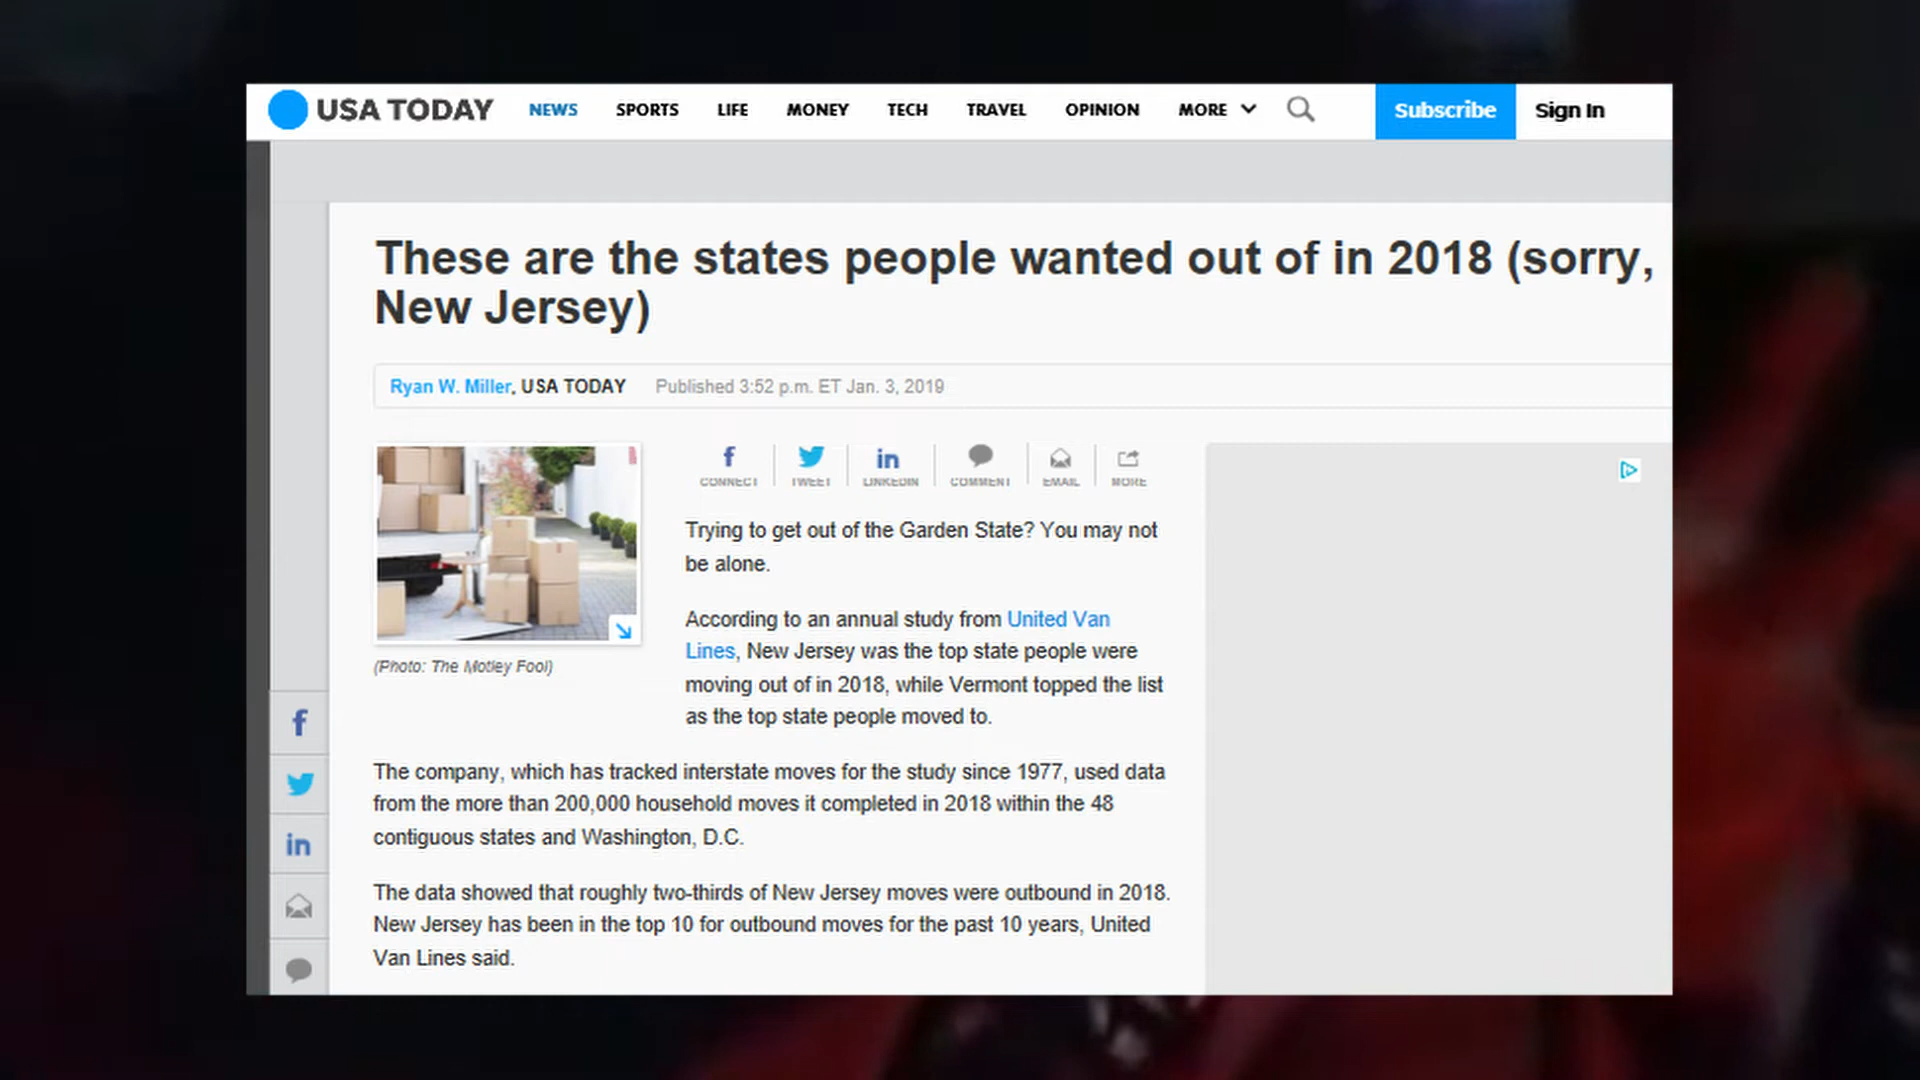 USA TODAY NEWS SPORTS LIFE MONEY TECH TRAVEL OPINION MORE Subscribe Sign In
These are the states people wanted out of in 2018 (sorry,
New Jersey)
Ryan W. Miller, USA TODAY Published 3:52 p.m. ET Jan. 3, 2019
f CONNECT TWEET in LINKEDIN COMMENT EMAIL MORE
(Photo: The Motley Fool)
Trying to get out of the Garden State? You may not
be alone.
According to an annual study from United Van
Lines, New Jersey was the top state people were
moving out of in 2018, while Vermont topped the list
as the top state people moved to.
The company, which has tracked interstate moves for the study since 1977, used data
from the more than 200,000 household moves it completed in 2018 within the 48
contiguous states and Washington, D.C.
The data showed that roughly two-thirds of New Jersey moves were outbound in 2018.
New Jersey has been in the top 10 for outbound moves for the past 10 years, United
Van Lines said.
f
in